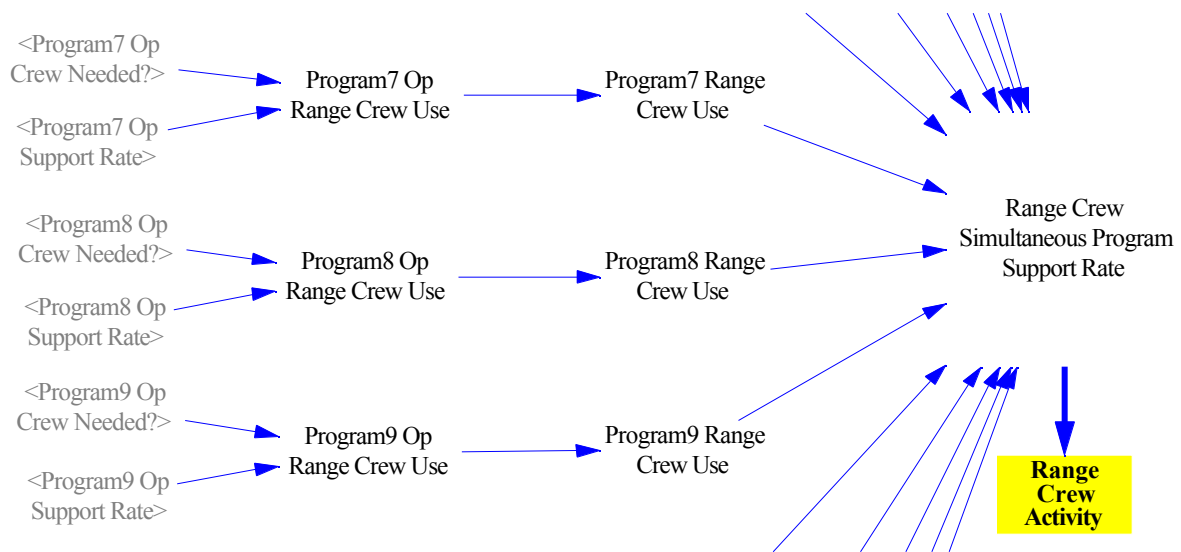 <Program7 Op
Crew Needed?>
Program7 Op
Range Crew Use
Program7 Range
Crew Use
<Program7 Op
Support Rate>
<Program8 Op
Crew Needed?>
Program8 Op
Range Crew Use
Program8 Range
Crew Use
<Program8 Op
Support Rate>
<Program9 Op
Crew Needed?>
Program9 Op
Range Crew Use
Program9 Range
Crew Use
<Program9 Op
Support Rate>
Range Crew
Simultaneous Program
Support Rate
Range
Crew
Activity